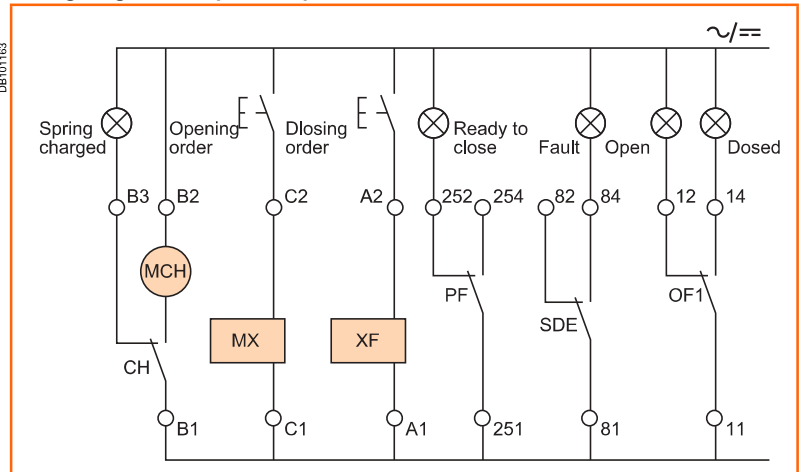 DB101163
~/==
Spring
charged
Opening
order
Dlosing
order
Ready to
close
Fault
Open
Dosed
B3
B2
C2
A2
252
254
82
84
12
14
MCH
PF
OF1
SDE
MX
XF
CH
B1
C1
A1
251
81
11